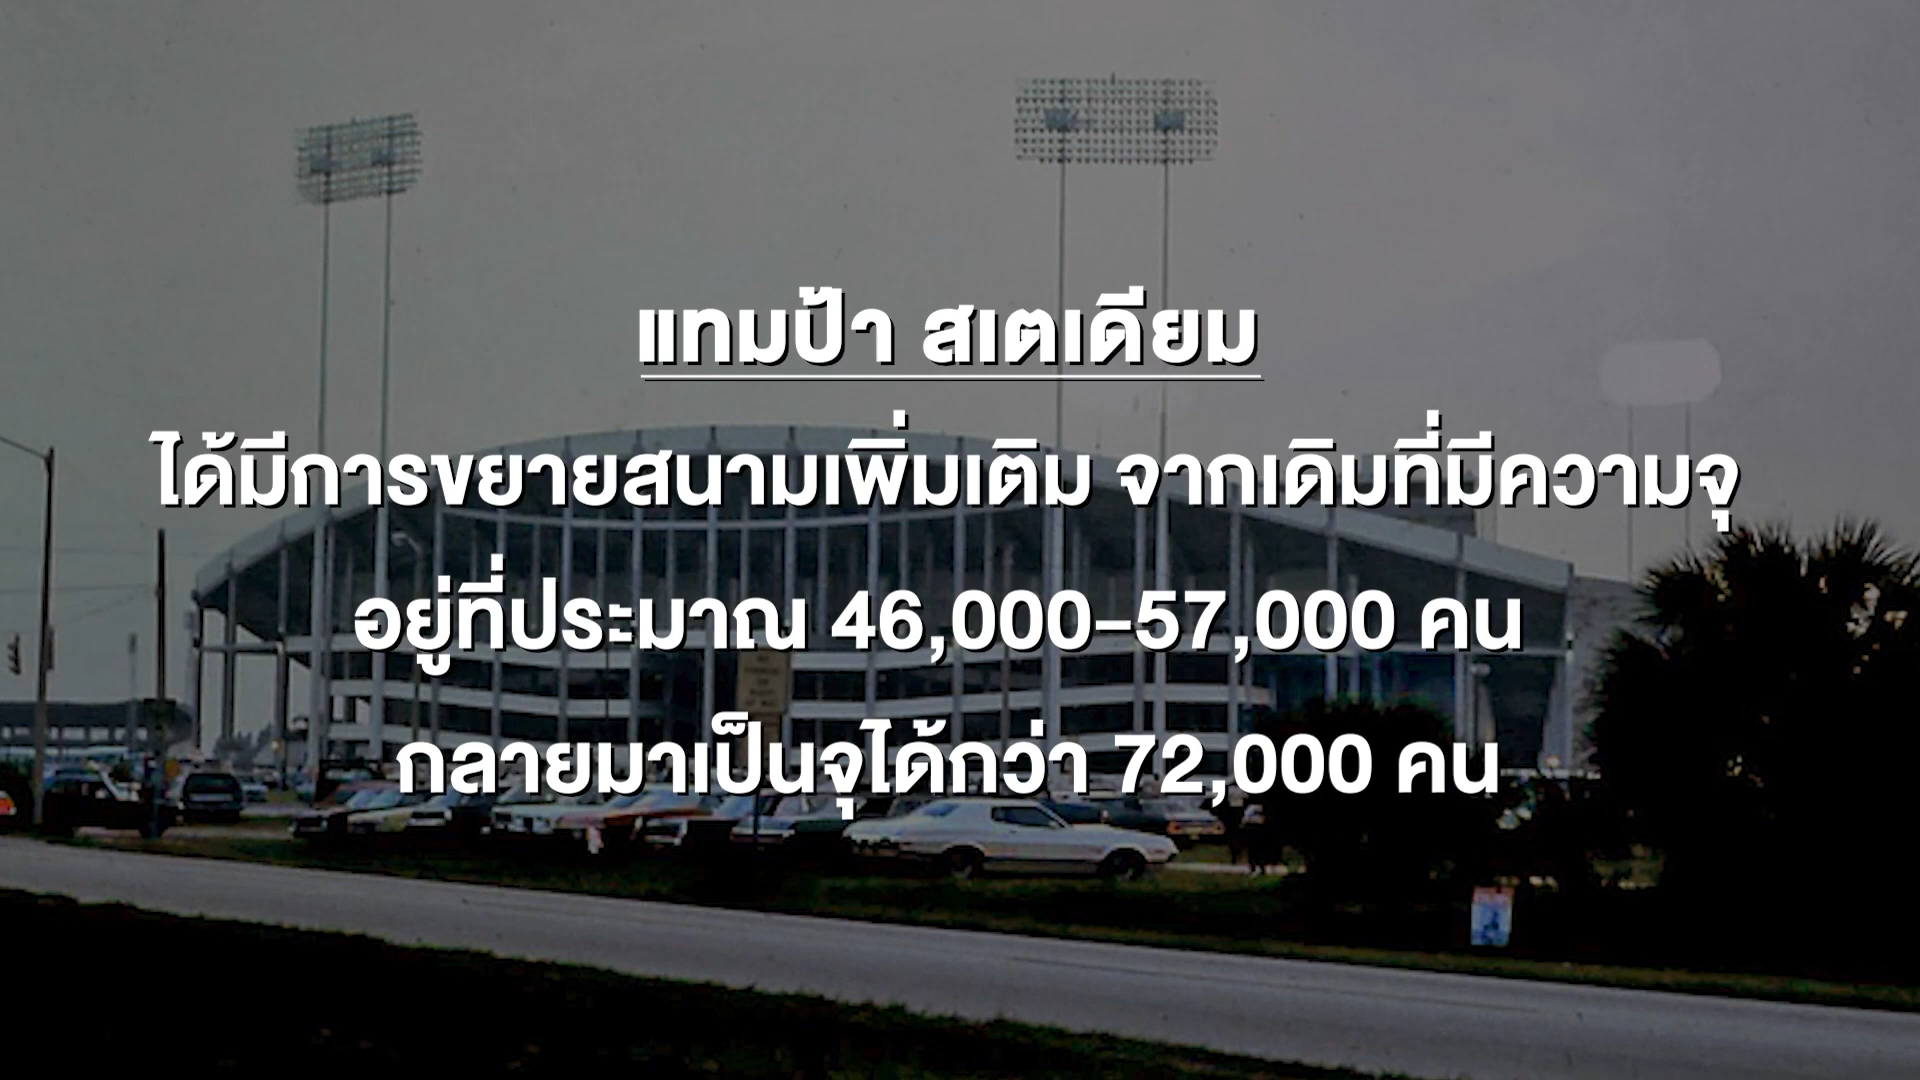 แทมป้า สเตเดียม
ได้มีการขยายสนามเพิ่มเติม จากเดิมที่มีความจุ
อยู่ที่ประมาณ 46,000-57,000 คน
กลายมาเป็นจุได้กว่า 72,000 คน